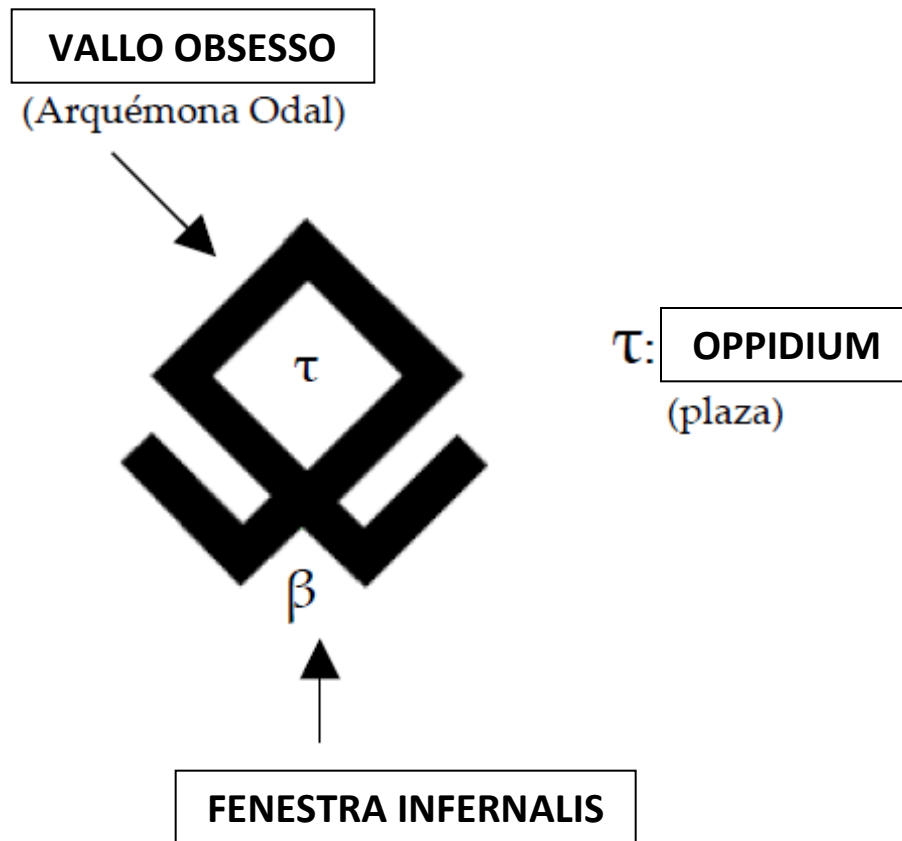 VALLO OBSESSO
(Arquémona Odal)
τ
τ: OPPIDIUM
(plaza)
β
FENESTRA INFERNALIS